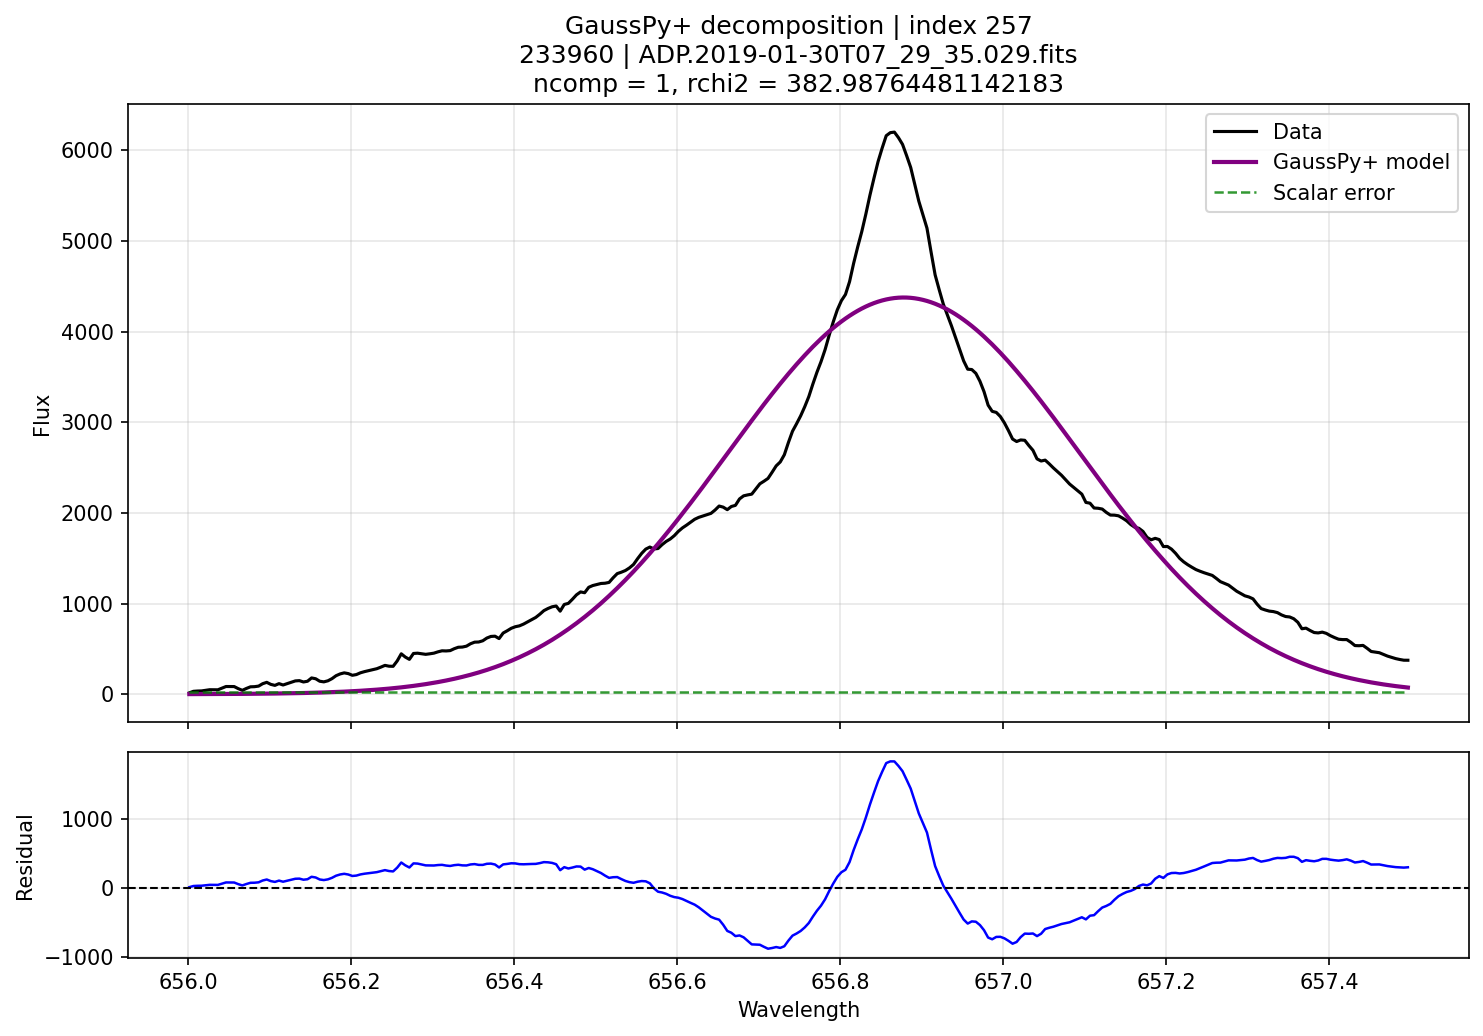 GaussPy+ decomposition | index 257
233960 | ADP.2019-01-30T07_29_35.029.fits
ncomp = 1, rchi2 = 382.98764481142183
Data
GaussPy+ model
Scalar error
Flux
6000
5000
4000
3000
2000
1000
0
Residual
1000
0
−1000
656.0 656.2 656.4 656.6 656.8 657.0 657.2 657.4
Wavelength